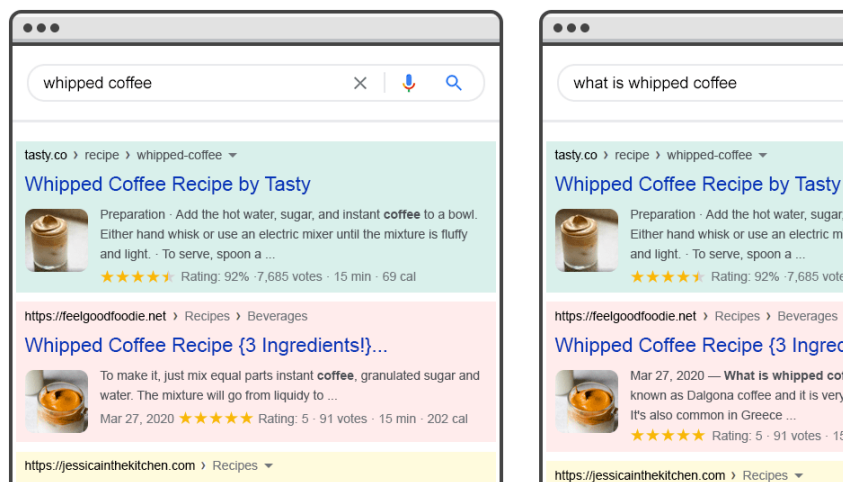 whipped coffee
tasty.co › recipe › whipped-coffee
Whipped Coffee Recipe by Tasty
Preparation · Add the hot water, sugar, and instant coffee to a bowl.
Either hand whisk or use an electric mixer until the mixture is fluffy
and light. · To serve, spoon a ...
Rating: 92% ·7,685 votes · 15 min · 69 cal
https://feelgoodfoodie.net › Recipes › Beverages
Whipped Coffee Recipe {3 Ingredients!}...
To make it, just mix equal parts instant coffee, granulated sugar and
water. The mixture will go from liquidy to ...
Mar 27, 2020 ★★★★★ Rating: 5 · 91 votes · 15 min · 202 cal
https://jessicainthekitchen.com › Recipes
what is whipped coffee
tasty.co › recipe › whipped-coffee
Whipped Coffee Recipe by Tasty
Preparation · Add the hot water, sugar,
Either hand whisk or use an electric
and light. · To serve, spoon a ...
Rating: 92% ·7,685
https://feelgoodfoodie.net › Recipes › Beverages
Whipped Coffee Recipe {3
Mar 27, 2020 — What is whipped
known as Dalgona coffee and it is very
It's also common in Greece ...
★★★★★ Rating: 5 · 91 votes ·
https://jessicainthekitchen.com › Recipes